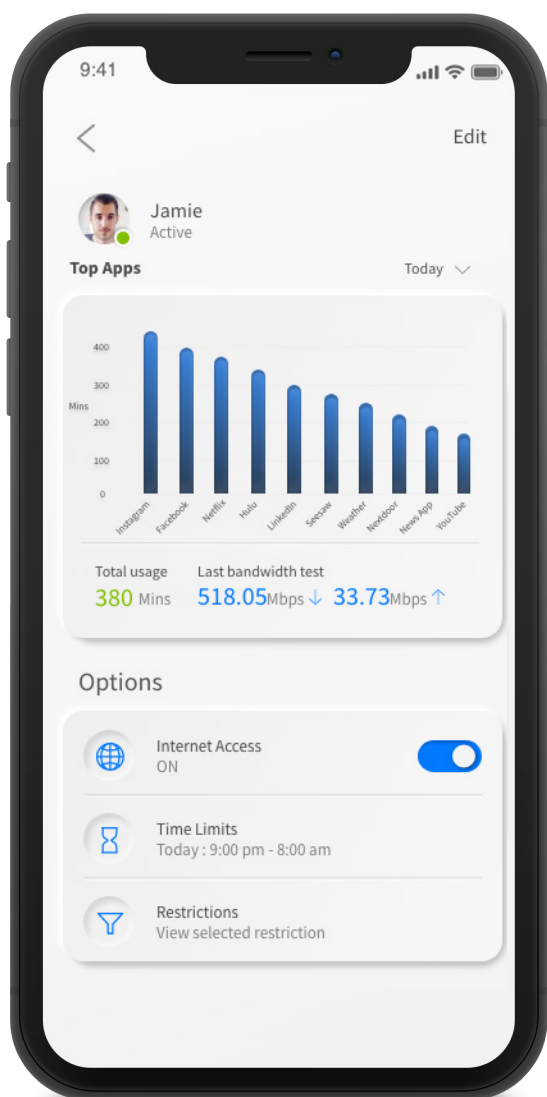 9:41
Edit
Jamie
Active
Top Apps
Today
400
300
Mins
200
100
0
Instagram
Facebook
Netflix
Hulu
LinkedIn
Seesaw
Weather
Nextdoor
News App
YouTube
Total usage
Last bandwidth test
380 Mins
518.05Mbps ↓ 33.73Mbps ↑
Options
Internet Access
ON
Time Limits
Today : 9:00 pm - 8:00 am
Restrictions
View selected restriction